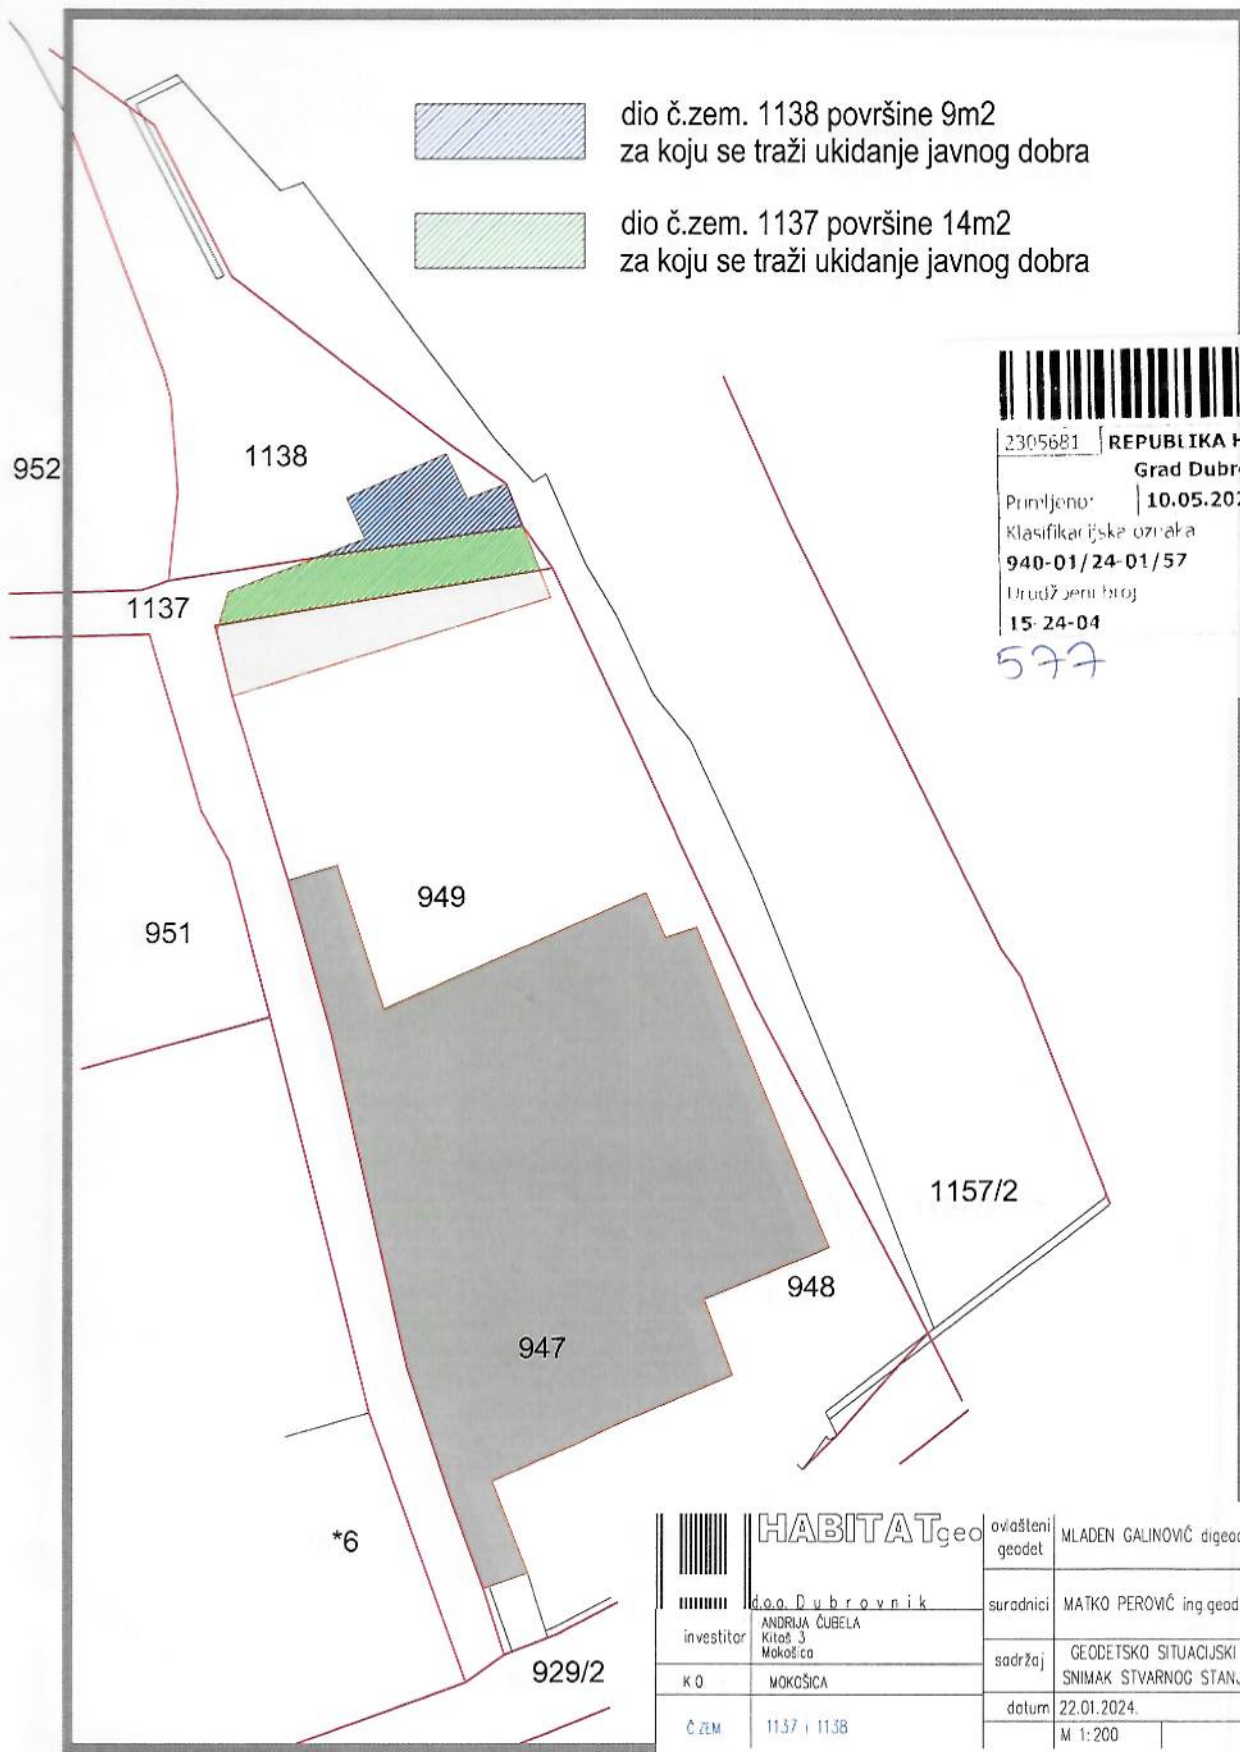 dio č.zem. 1138 površine 9m2
za koju se traži ukidanje javnog dobra
dio č.zem. 1137 površine 14m2
za koju se traži ukidanje javnog dobra
2305681 REPUBLIKA H
Grad Dubr
Primljeno: 10.05.202
Klasifikacijska oznaka
940-01/24-01/57
Urudžbeni broj
15-24-04
577
952
1138
1137
949
951
1157/2
948
947
*6
929/2
HABITATgeo
d.o.o. Dubrovnik
investitor
ANDRIJA ČUBELA
Kitoš 3
Mokošica
K O MOKOŠICA
Č ZEM 1137 i 1138
ovlašteni
geodet
MLADEN GALINOVIĆ
suradnici MATKO PEROVIĆ ing.geod
sadržaj
GEODETSKO SITUACIJSKI
SNIMAK STVARNOG STANJ
datum 22.01.2024.
M 1:200